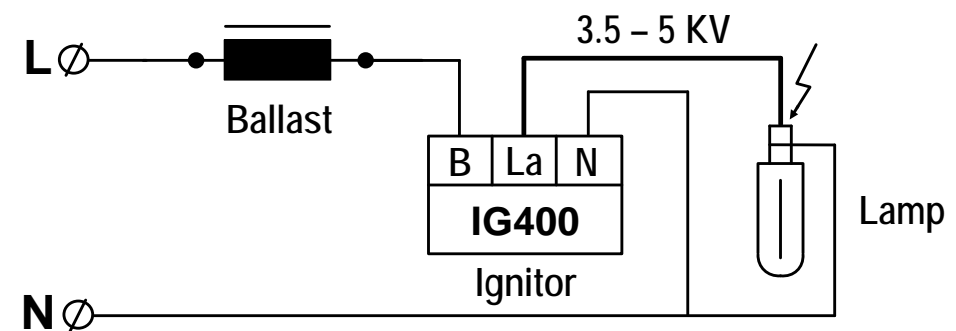 3.5 – 5 KV
L
Ballast
B La N
IG400
Lamp
Ignitor
N